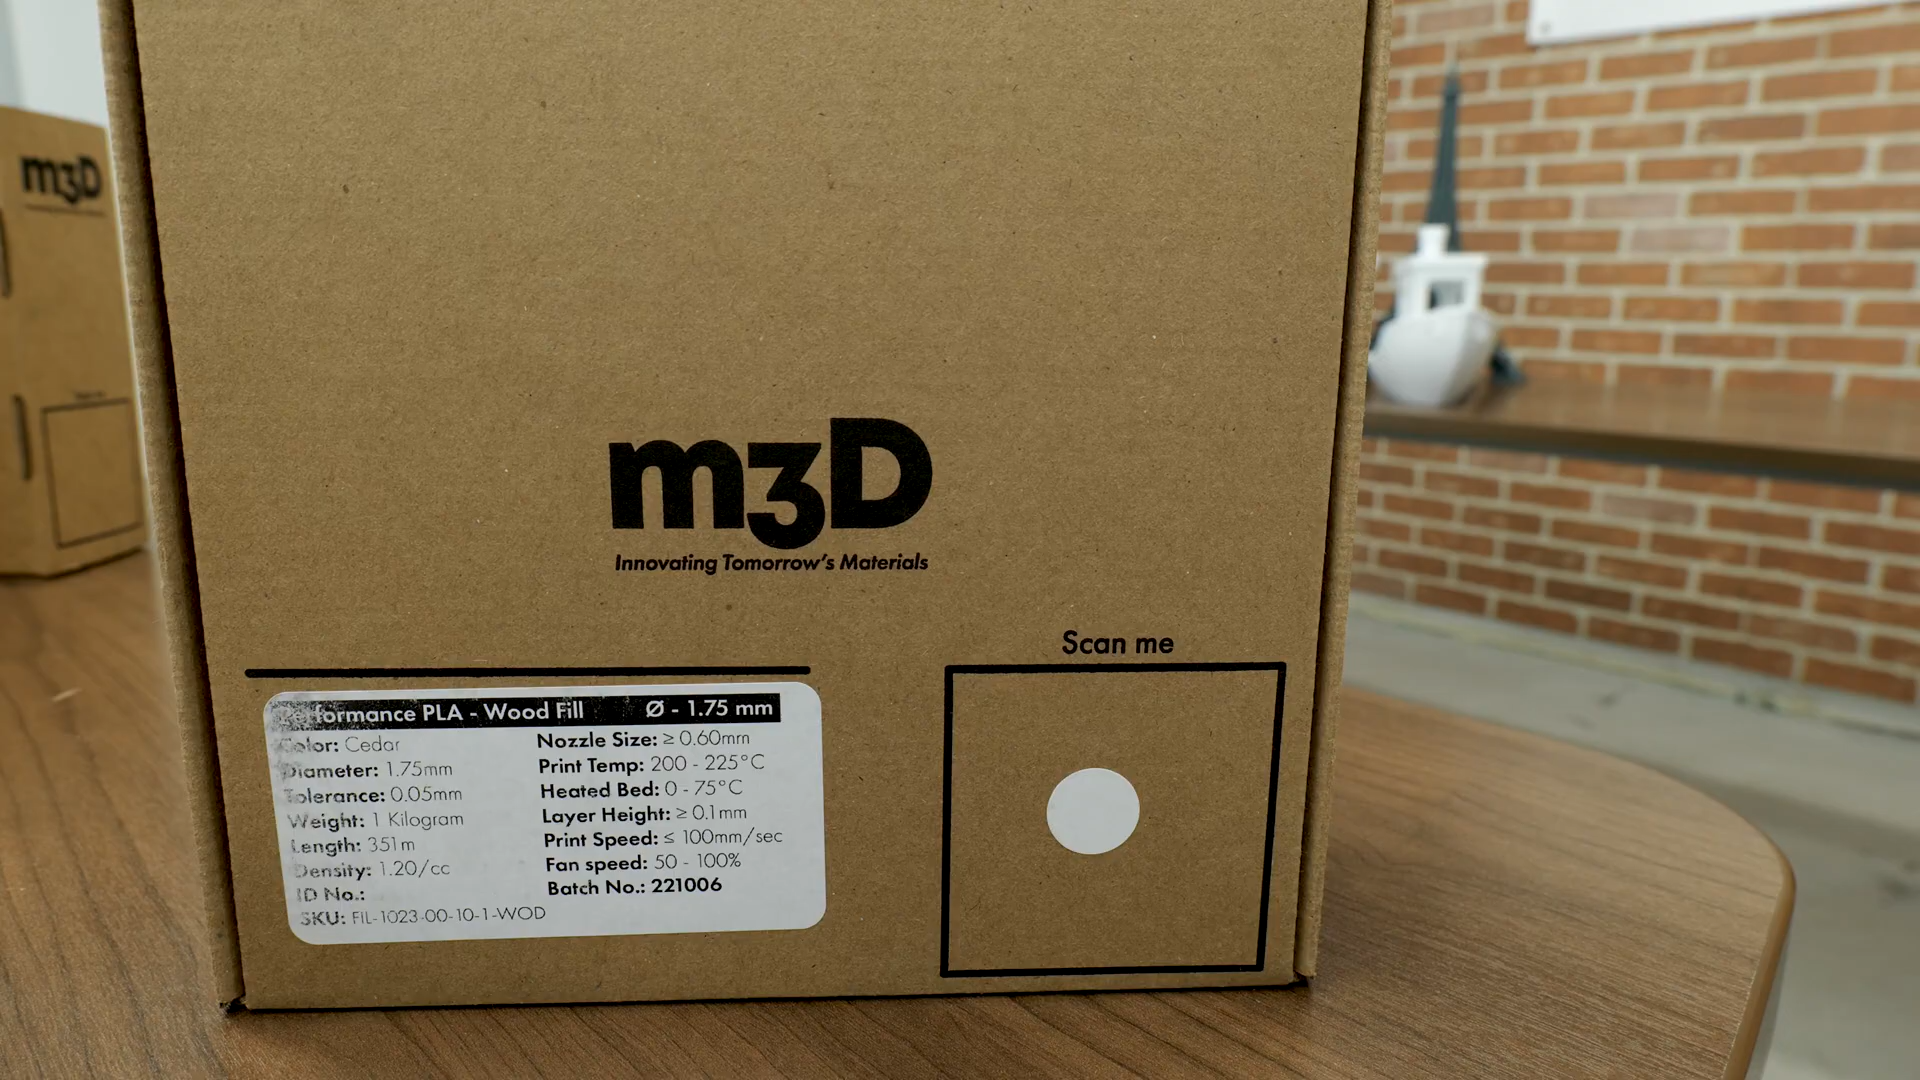 m3D
m3D
Innovating Tomorrow's Materials
Scan me
Performance PLA - Wood Fill Ø - 1.75 mm
Color: Cedar
Diameter: 1.75mm
Tolerance: 0.05mm
Weight: 1 Kilogram
Length: 351m
Density: 1.20/cc
ID No.:
SKU: FIL-1023-00-10-1-WOD
Nozzle Size: ≥ 0.60mm
Print Temp: 200 - 225°C
Heated Bed: 0 - 75°C
Layer Height: ≥ 0.1mm
Print Speed: ≤ 100mm/sec
Fan speed: 50 - 100%
Batch No.: 221006